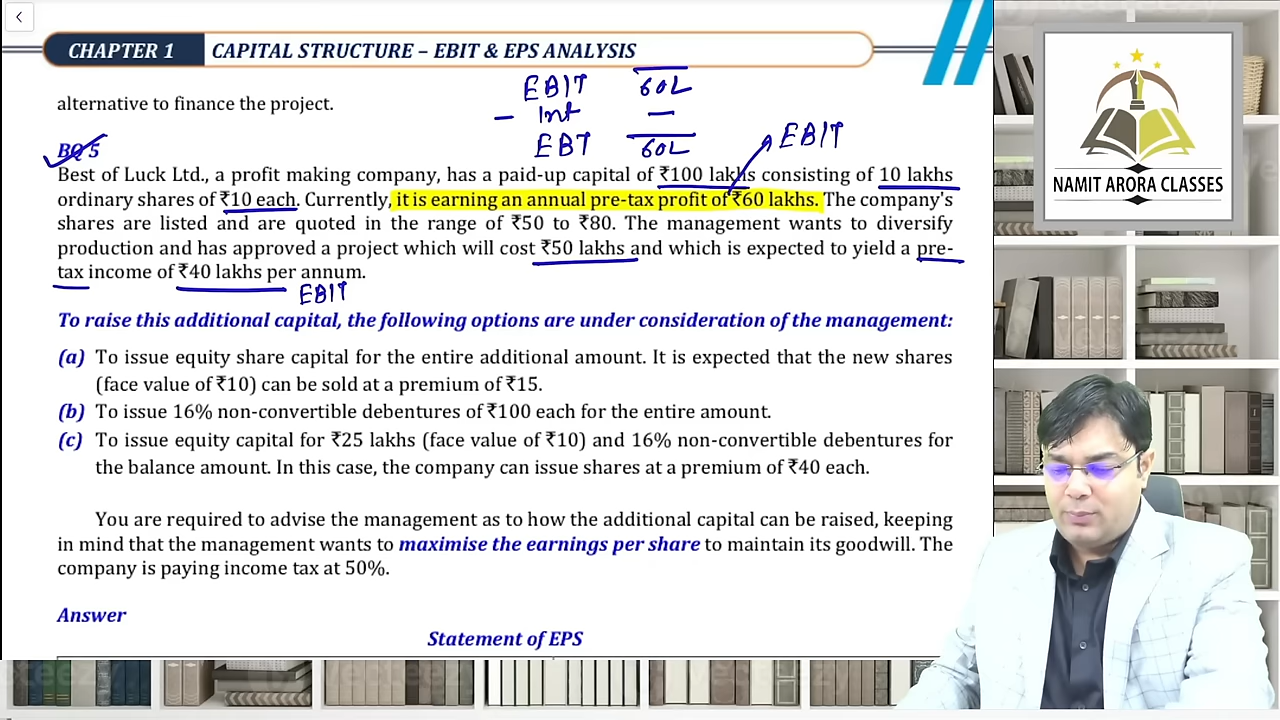 CHAPTER 1 CAPITAL STRUCTURE – EBIT & EPS ANALYSIS
alternative to finance the project.
EBIT 60L
– Int —
EBT 60L
EBIT
BQ 5
Best of Luck Ltd., a profit making company, has a paid-up capital of ₹100 lakhs consisting of 10 lakhs
ordinary shares of ₹10 each. Currently, it is earning an annual pre-tax profit of ₹60 lakhs. The company's
shares are listed and are quoted in the range of ₹50 to ₹80. The management wants to diversify
production and has approved a project which will cost ₹50 lakhs and which is expected to yield a pre-
tax income of ₹40 lakhs per annum.
EBIT
To raise this additional capital, the following options are under consideration of the management:
(a) To issue equity share capital for the entire additional amount. It is expected that the new shares
(face value of ₹10) can be sold at a premium of ₹15.
(b) To issue 16% non-convertible debentures of ₹100 each for the entire amount.
(c) To issue equity capital for ₹25 lakhs (face value of ₹10) and 16% non-convertible debentures for
the balance amount. In this case, the company can issue shares at a premium of ₹40 each.
You are required to advise the management as to how the additional capital can be raised, keeping
in mind that the management wants to maximise the earnings per share to maintain its goodwill. The
company is paying income tax at 50%.
Answer
Statement of EPS
NAMIT ARORA CLASSES